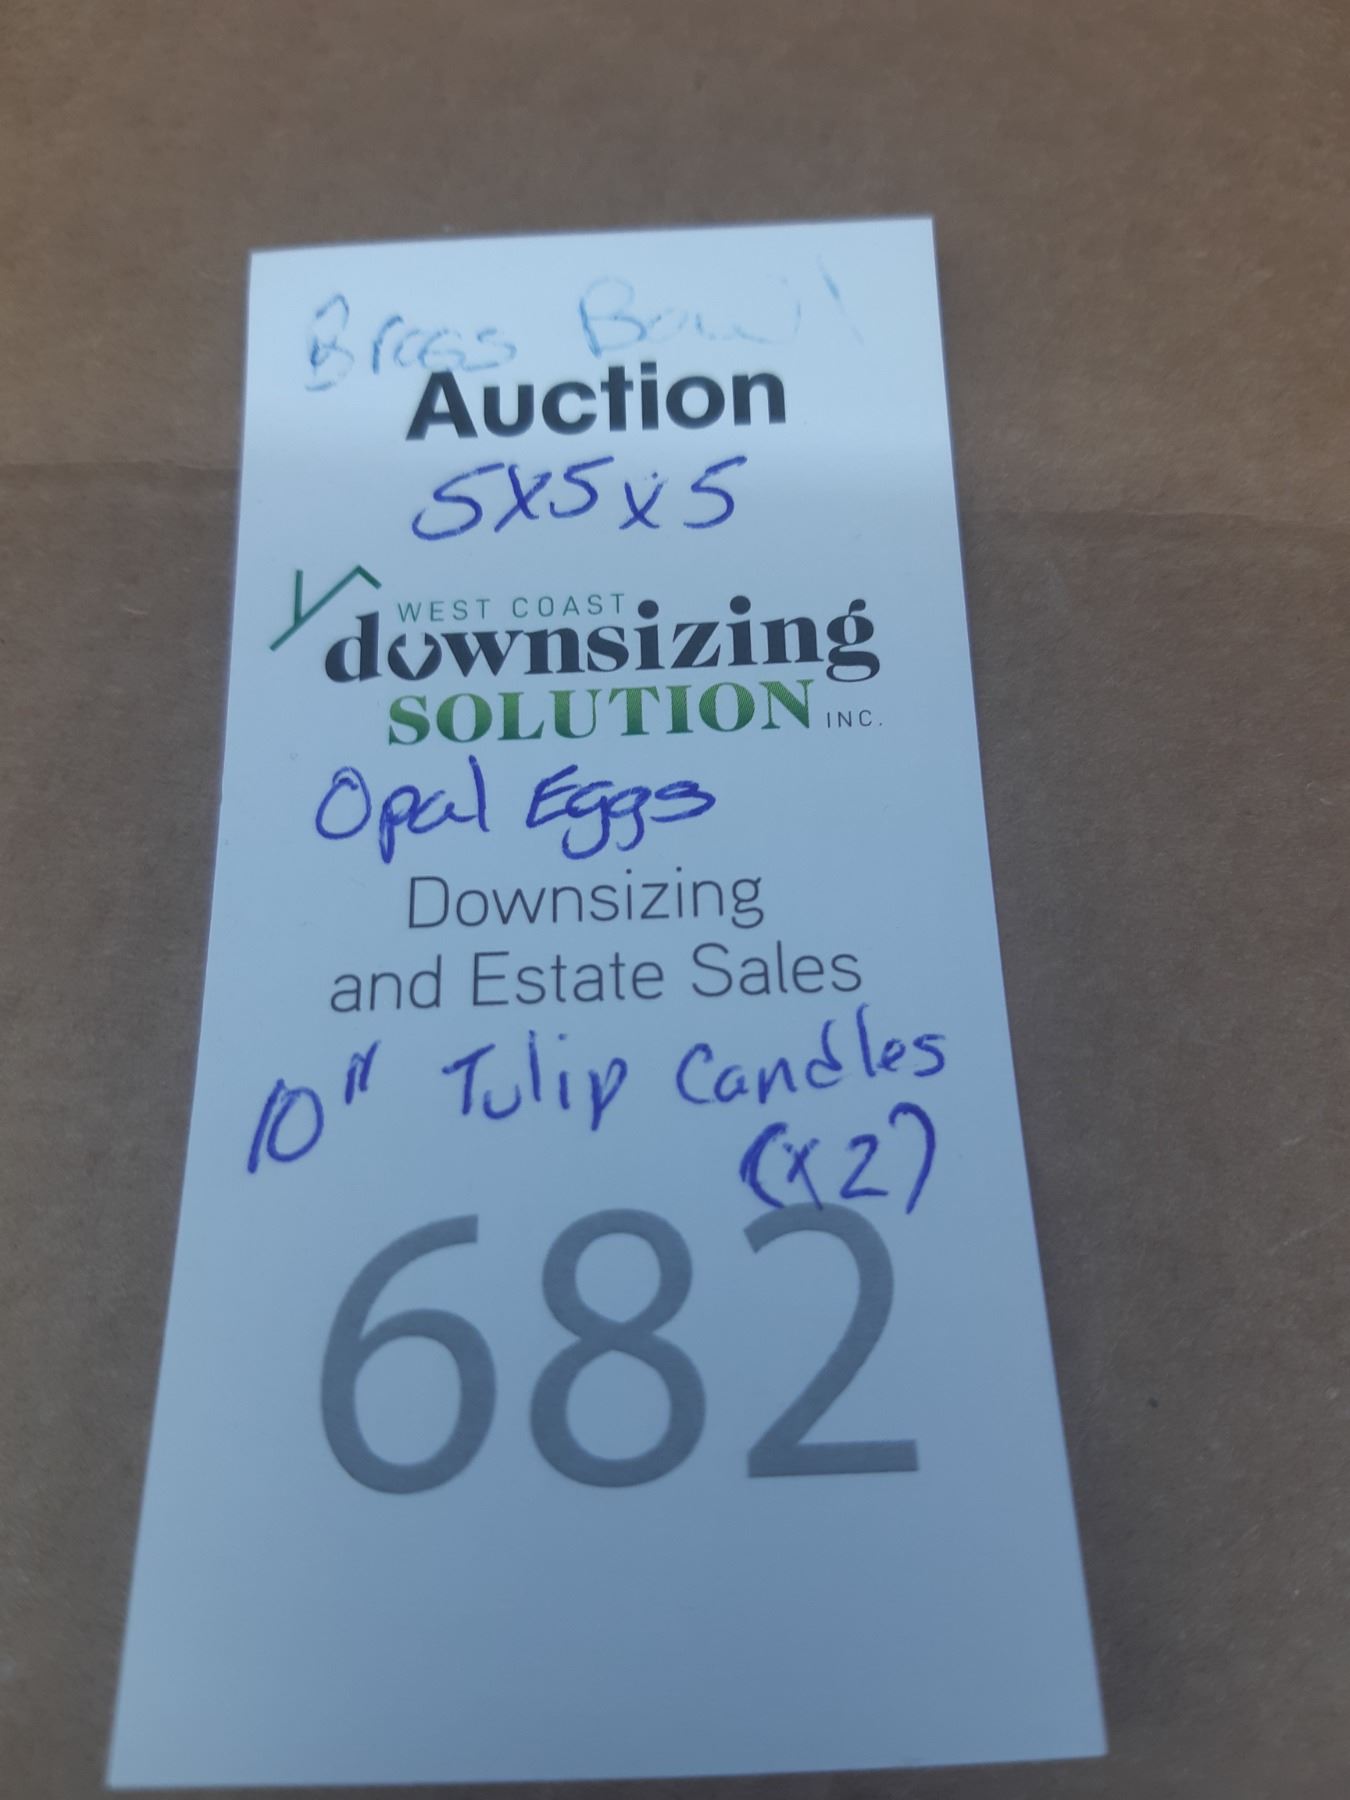 Brass Bowl
Auction
5x5x5
WEST COAST
downsizing
SOLUTION INC.
Opal Eggs
Downsizing
and Estate Sales
10" Tulip Candles
(x2)
682